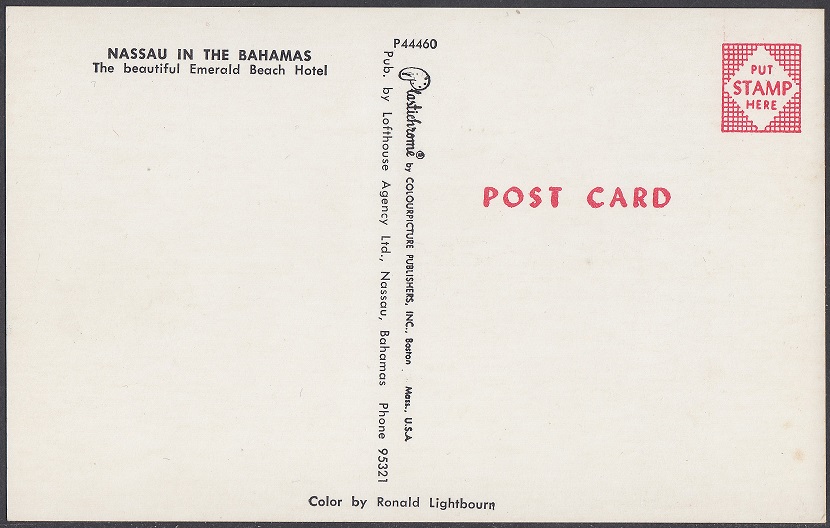 NASSAU IN THE BAHAMAS
The beautiful Emerald Beach Hotel
P44460
Pub. by Lofthouse Agency Ltd., Nassau, Bahamas Phone 95321
Plastichrome® by COLOURPICTURE PUBLISHERS, INC., Boston Mass., U.S.A
PUT
STAMP
HERE
POST CARD
Color by Ronald Lightbourn